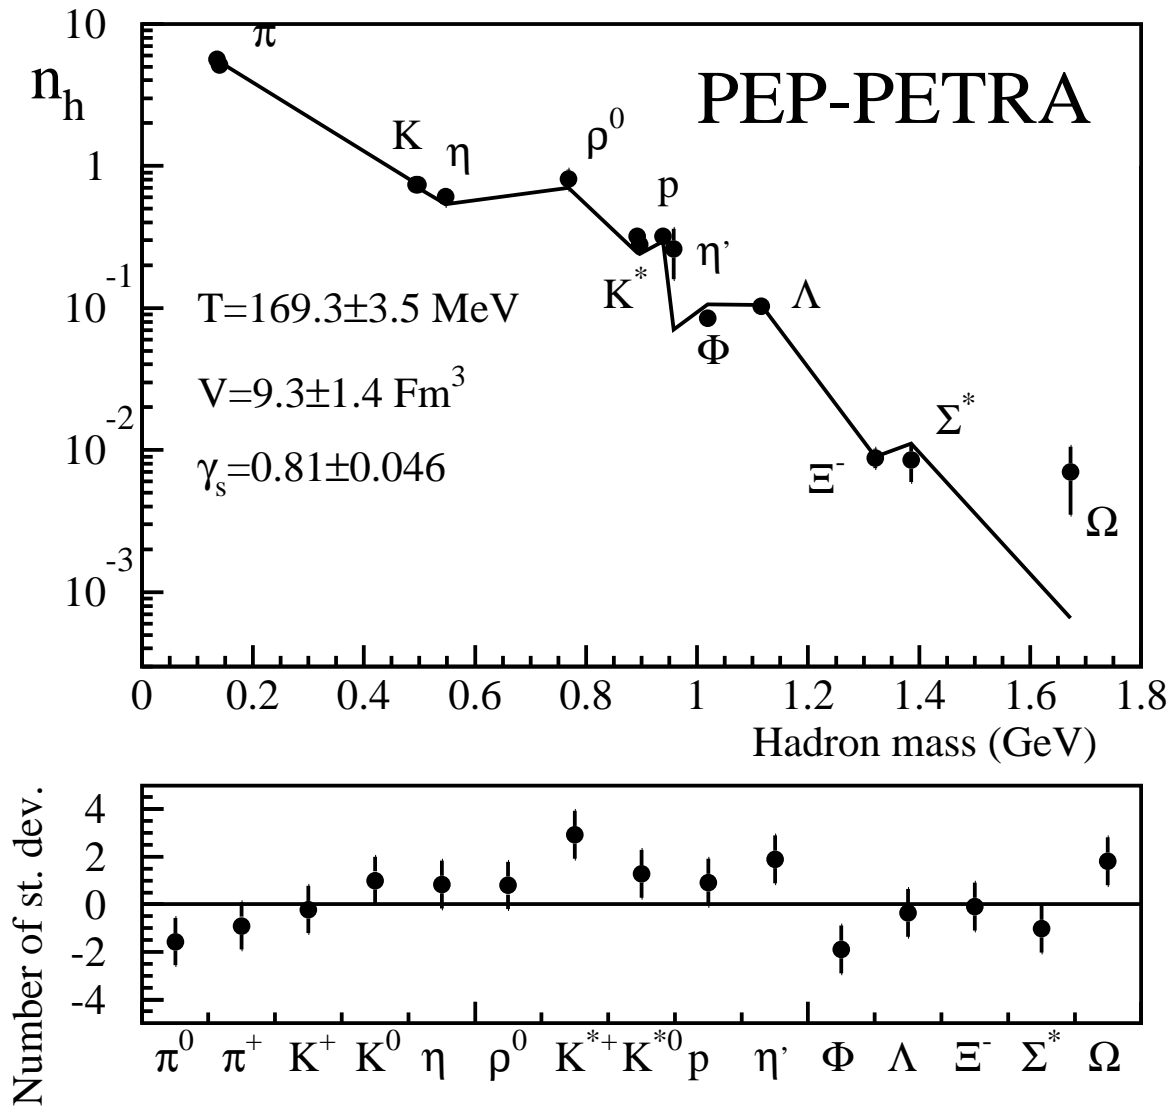 10
π
n_h
PEP-PETRA
K
η
ρ^0
1
p
η’
K^*
10^-1
T=169.3±3.5 MeV
Λ
Φ
V=9.3±1.4 Fm^3
Σ^*
10^-2
γ_s=0.81±0.046
Ξ^-
Ω
10^-3
0 0.2 0.4 0.6 0.8 1 1.2 1.4 1.6 1.8
Hadron mass (GeV)
Number of st. dev.
4
2
0
-2
-4
π^0 π^+ K^+ K^0 η ρ^0 K^*+ K^*0 p η’ Φ Λ Ξ^- Σ^* Ω